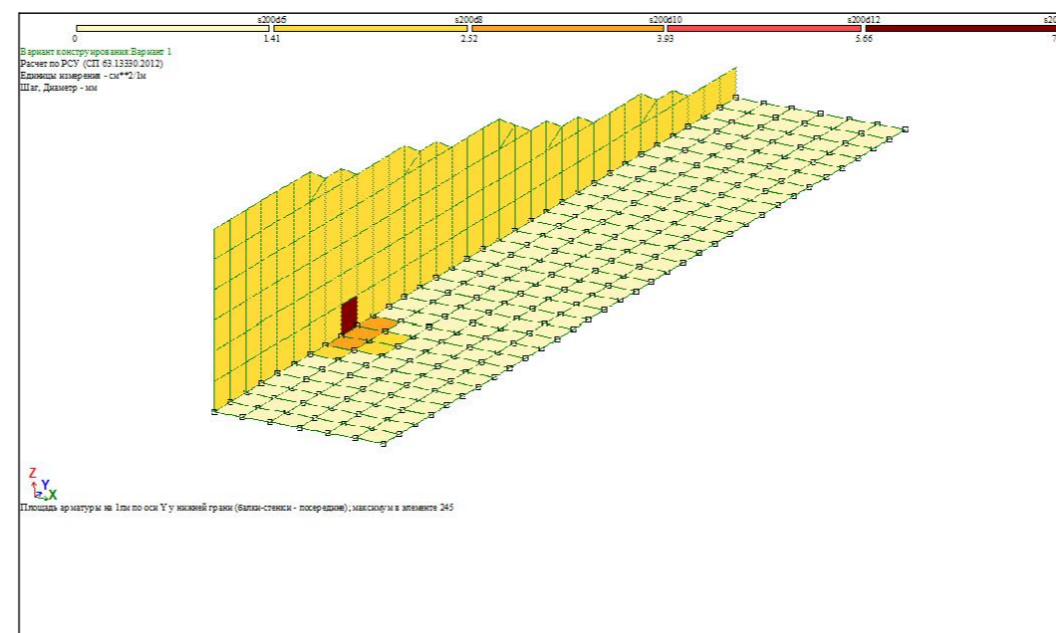 s200d6 s200d8 s200d10 s200d12
0 1.41 2.52 3.93 5.66
Вариант конструирования:Вариант 1
Расчет по РСУ (СП 63.13330.2012)
Единицы измерения - см**2/1м
Шаг, Диаметр - мм
Z
Y
X
Площадь арматуры на 1пм по оси Y у нижней грани (балки-стенки - посередине); максимум в элементе 245